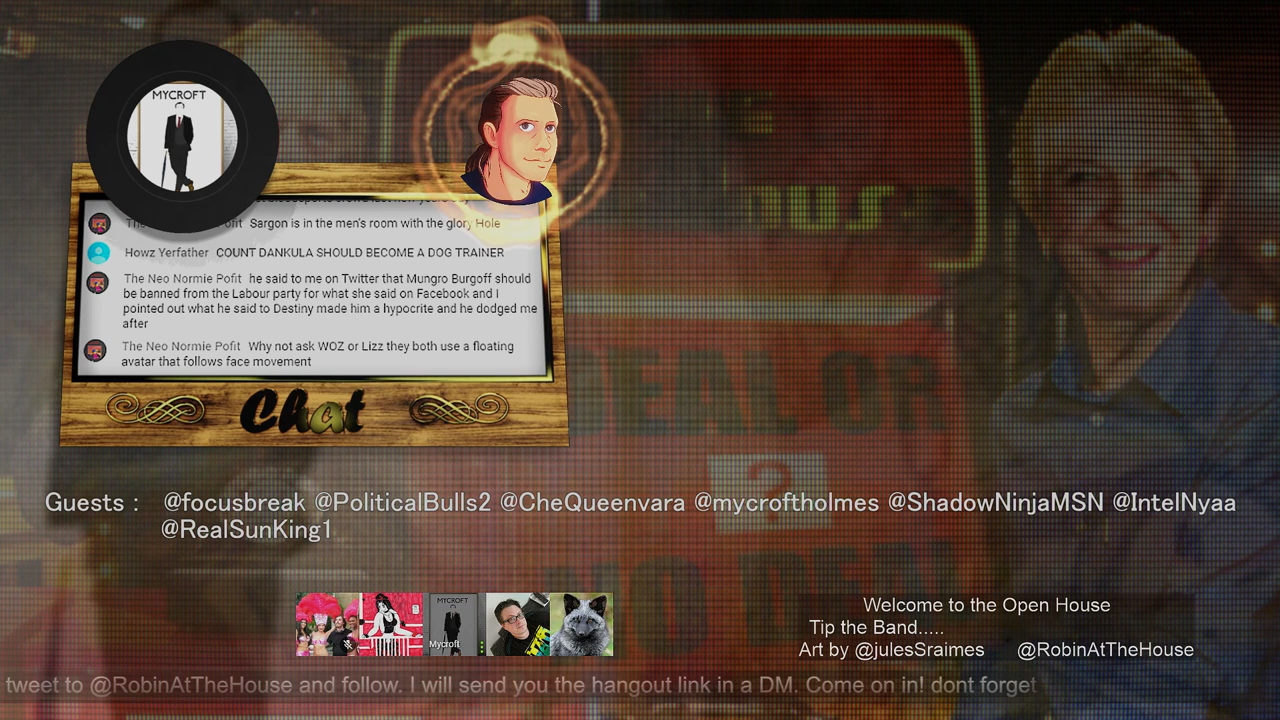 MYCROFT
Sargon is in the men's room with the glory Hole
Howz Yerfather COUNT DANKULA SHOULD BECOME A DOG TRAINER
The Neo Normie Pofit he said to me on Twitter that Mungro Burgoff should
be banned from the Labour party for what she said on Facebook and I
pointed out what he said to Destiny made him a hypocrite and he dodged me
after
The Neo Normie Pofit Why not ask WOZ or Lizz they both use a floating
avatar that follows face movement
Chat
DEAL OR
?
NO DEAL
Guests : @focusbreak @PoliticalBulls2 @CheQueenvara @mycroftholmes @ShadowNinjaMSN @IntelNyaa
@RealSunKing1
MYCROFT
Mycroft
Welcome to the Open House
Tip the Band.....
Art by @julesSraimes @RobinAtTheHouse
tweet to @RobinAtTheHouse and follow. I will send you the hangout link in a DM. Come on in! dont forget